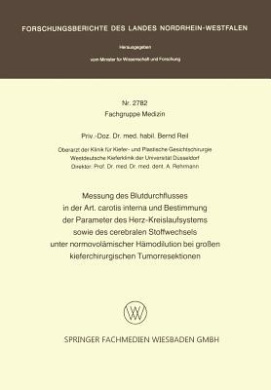 FORSCHUNGSBERICHTE DES LANDES NORDRHEIN-WESTFALEN
Herausgegeben
vom Minister für Wissenschaft und Forschung
Nr. 2782
Fachgruppe Medizin
Priv.-Doz. Dr. med. habil. Bernd Reil
Oberarzt der Klinik für Kiefer- und Plastische Gesichtschirurgie
Westdeutsche Kieferklinik der Universität Düsseldorf
Direktor: Prof. Dr. med. Dr. med. dent. A. Rehrmann
Messung des Blutdurchflusses
in der Art. carotis interna und Bestimmung
der Parameter des Herz-Kreislaufsystems
sowie des cerebralen Stoffwechsels
unter normovolämischer Hämodilution bei großen
kieferchirurgischen Tumorresektionen
SPRINGER FACHMEDIEN WIESBADEN GMBH